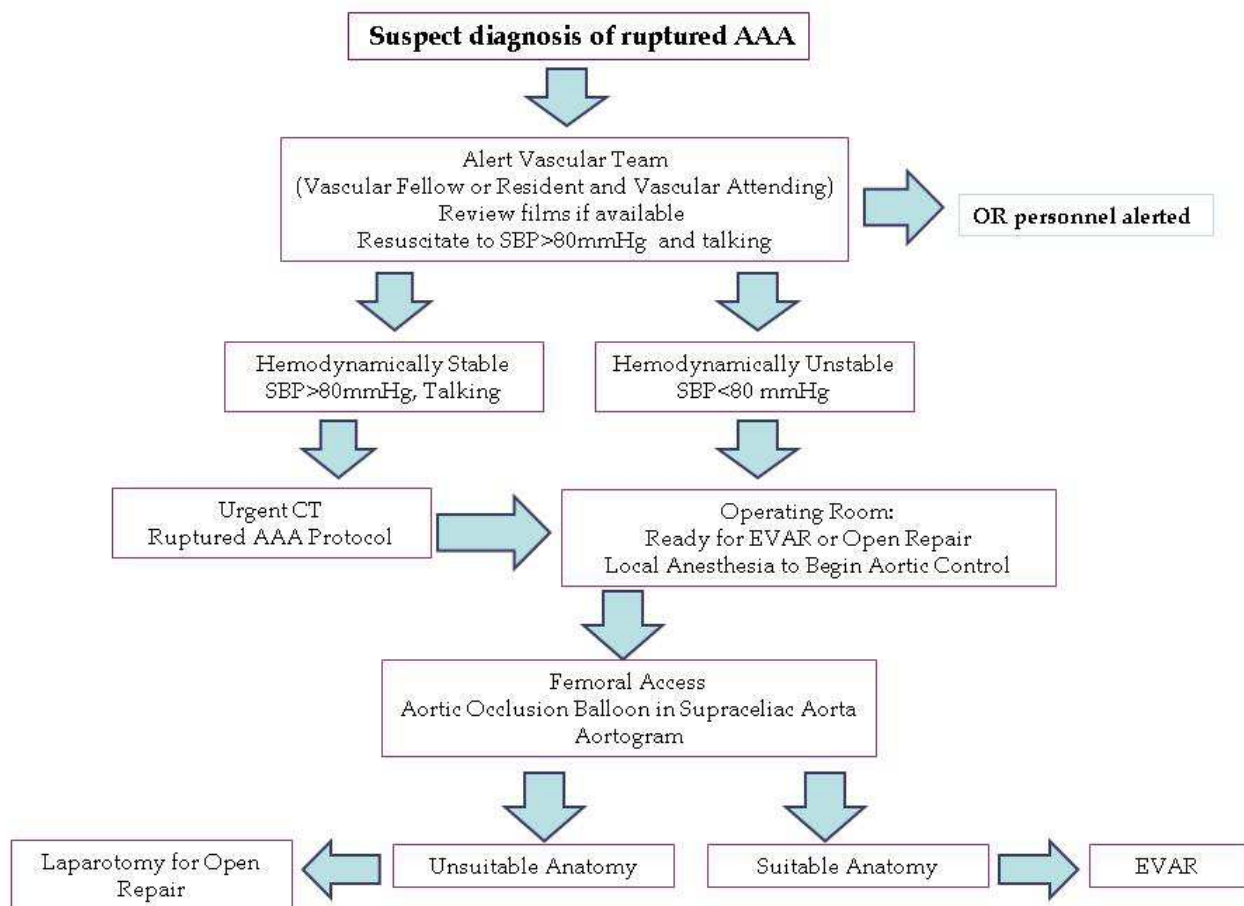 Suspect diagnosis of ruptured AAA
Alert Vascular Team
(Vascular Fellow or Resident and Vascular Attending)
Review films if available
Resuscitate to SBP>80mmHg and talking
OR personnel alerted
Hemodynamically Stable
SBP>80mmHg, Talking
Hemodynamically Unstable
SBP<80 mmHg
Urgent CT
Ruptured AAA Protocol
Operating Room:
Ready for EVAR or Open Repair
Local Anesthesia to Begin Aortic Control
Femoral Access
Aortic Occlusion Balloon in Supraceliac Aorta
Aortogram
Laparotomy for Open
Repair
Unsuitable Anatomy
Suitable Anatomy
EVAR